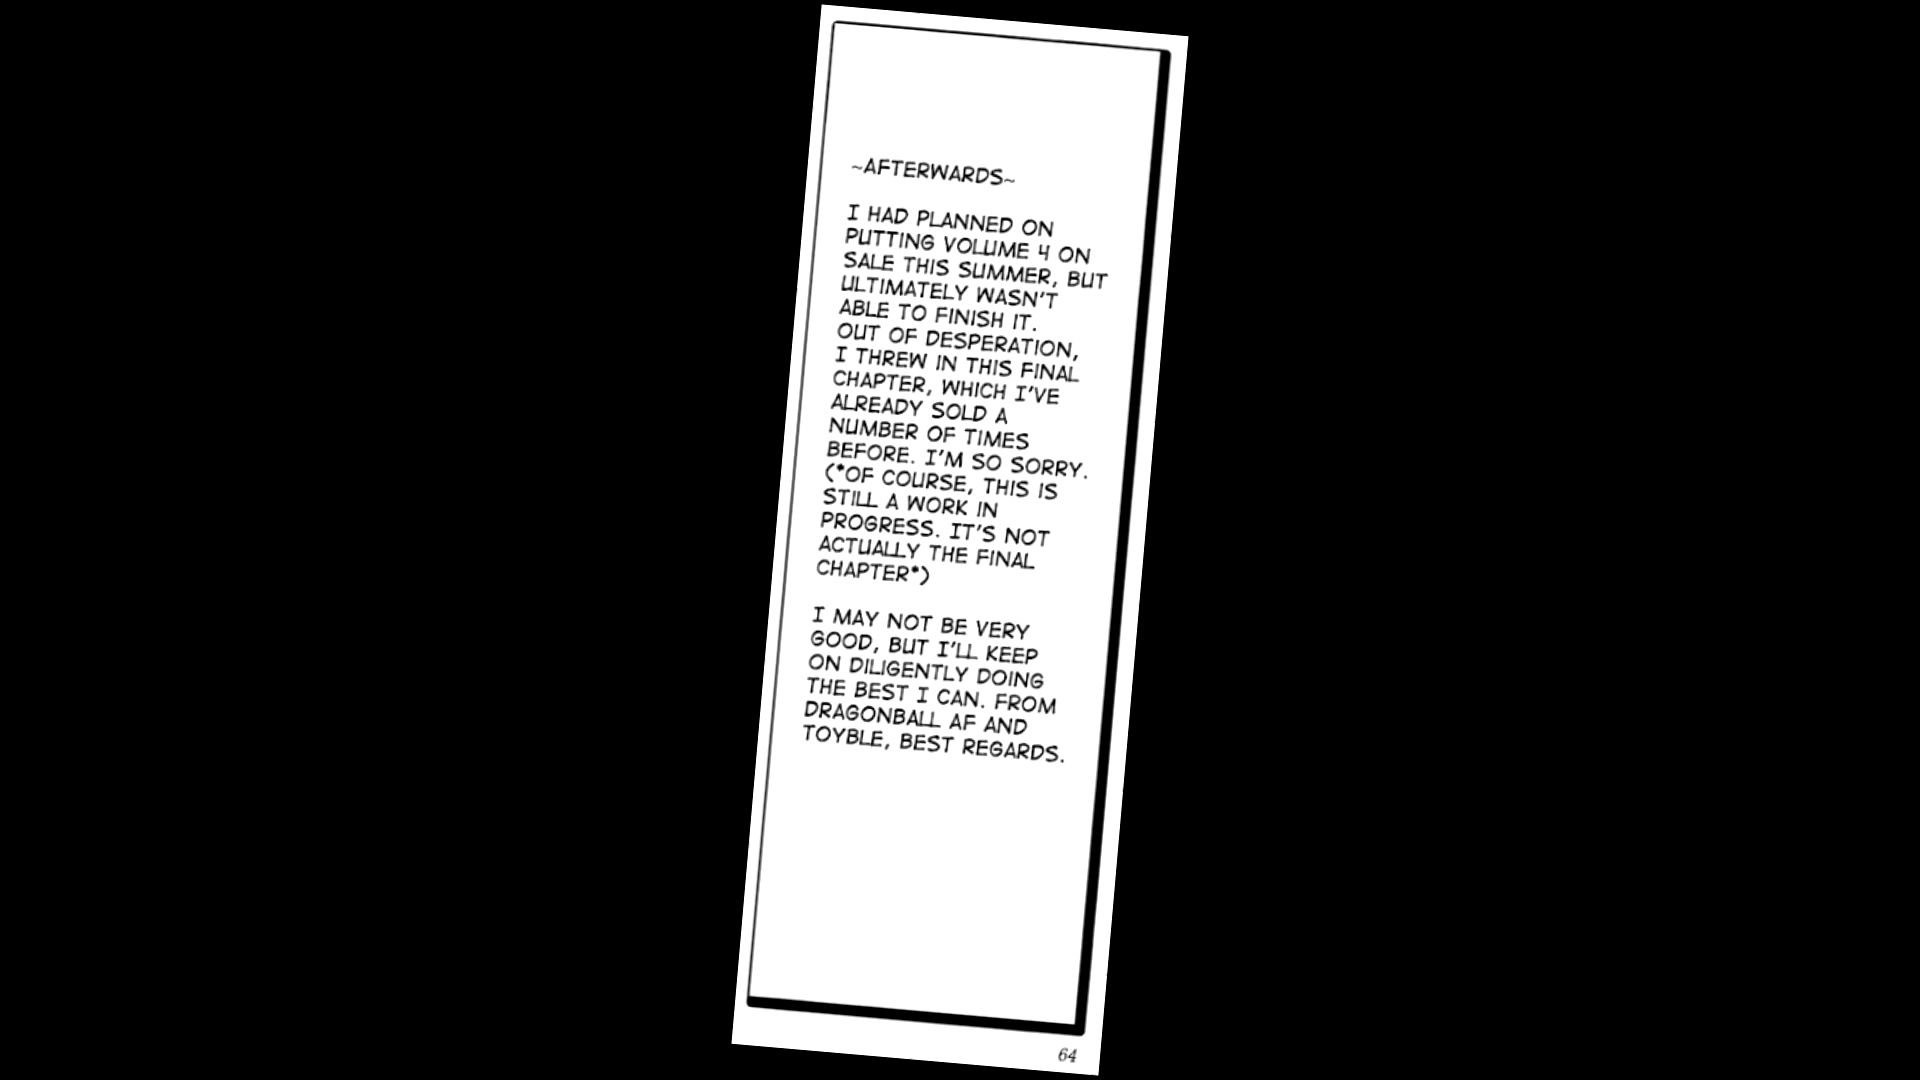 ~AFTERWARDS~
I HAD PLANNED ON
PUTTING VOLUME 4 ON
SALE THIS SUMMER, BUT
ULTIMATELY WASN'T
ABLE TO FINISH IT.
OUT OF DESPERATION,
I THREW IN THIS FINAL
CHAPTER, WHICH I'VE
ALREADY SOLD A
NUMBER OF TIMES
BEFORE. I'M SO SORRY.
(*OF COURSE, THIS IS
STILL A WORK IN
PROGRESS. IT'S NOT
ACTUALLY THE FINAL
CHAPTER*)
I MAY NOT BE VERY
GOOD, BUT I'LL KEEP
ON DILIGENTLY DOING
THE BEST I CAN. FROM
DRAGONBALL AF AND
TOYBLE, BEST REGARDS.
64